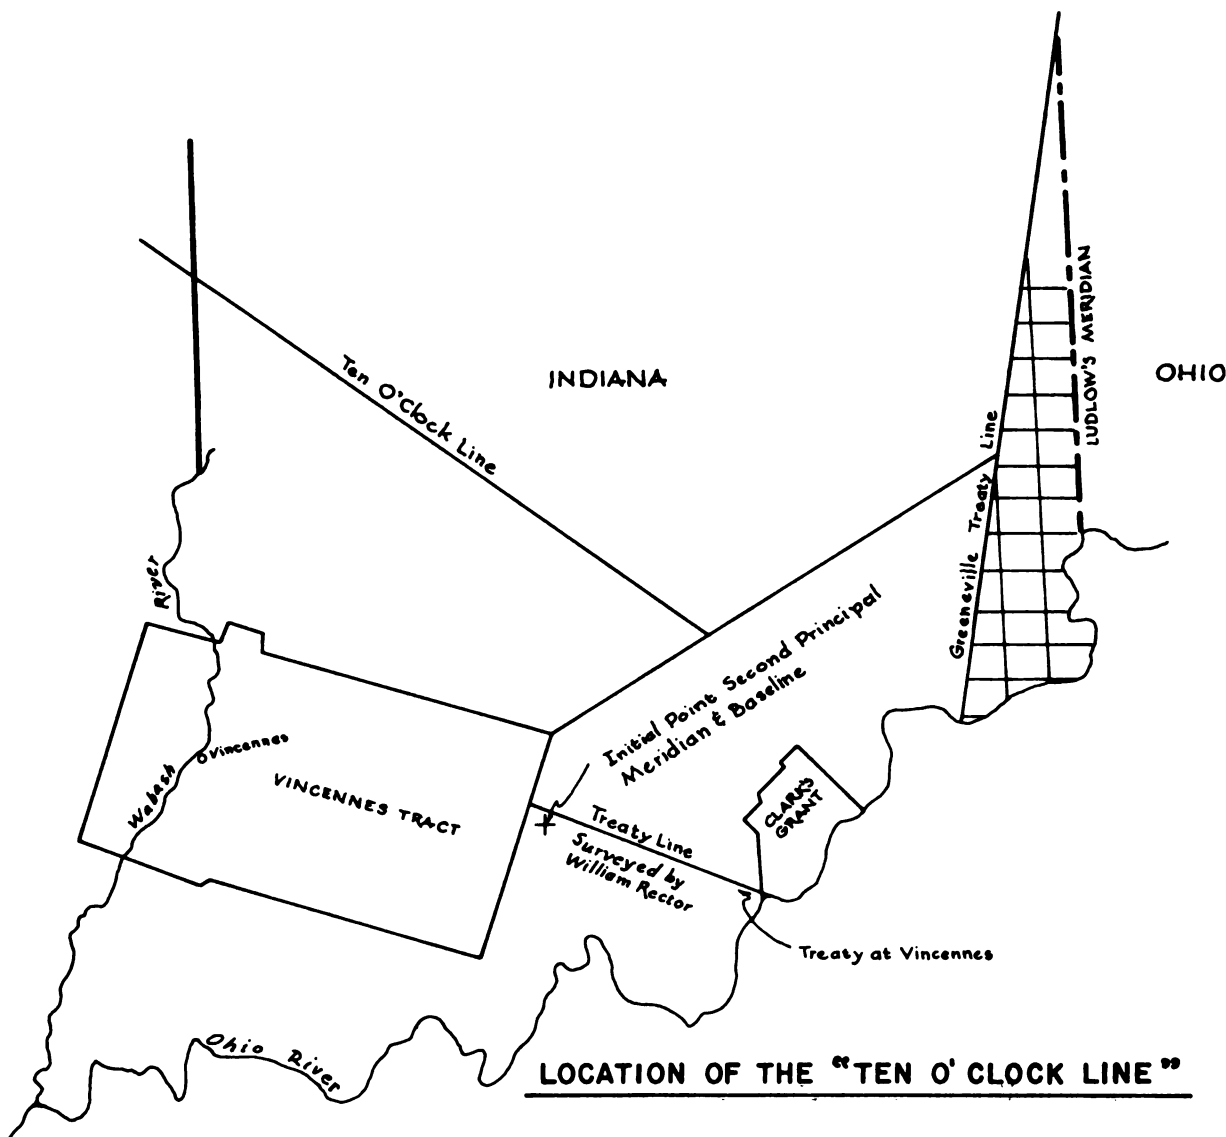 INDIANA
OHIO
LUDLOW'S MERIDIAN
Greeneville Treaty Line
Ten O'Clock Line
River
Wabash
Vincennes
VINCENNES TRACT
Initial Point Second Principal
Meridian & Baseline
Treaty Line
Surveyed by
William Rector
CLARK'S
GRANT
Treaty at Vincennes
Ohio River
LOCATION OF THE "TEN O' CLOCK LINE"